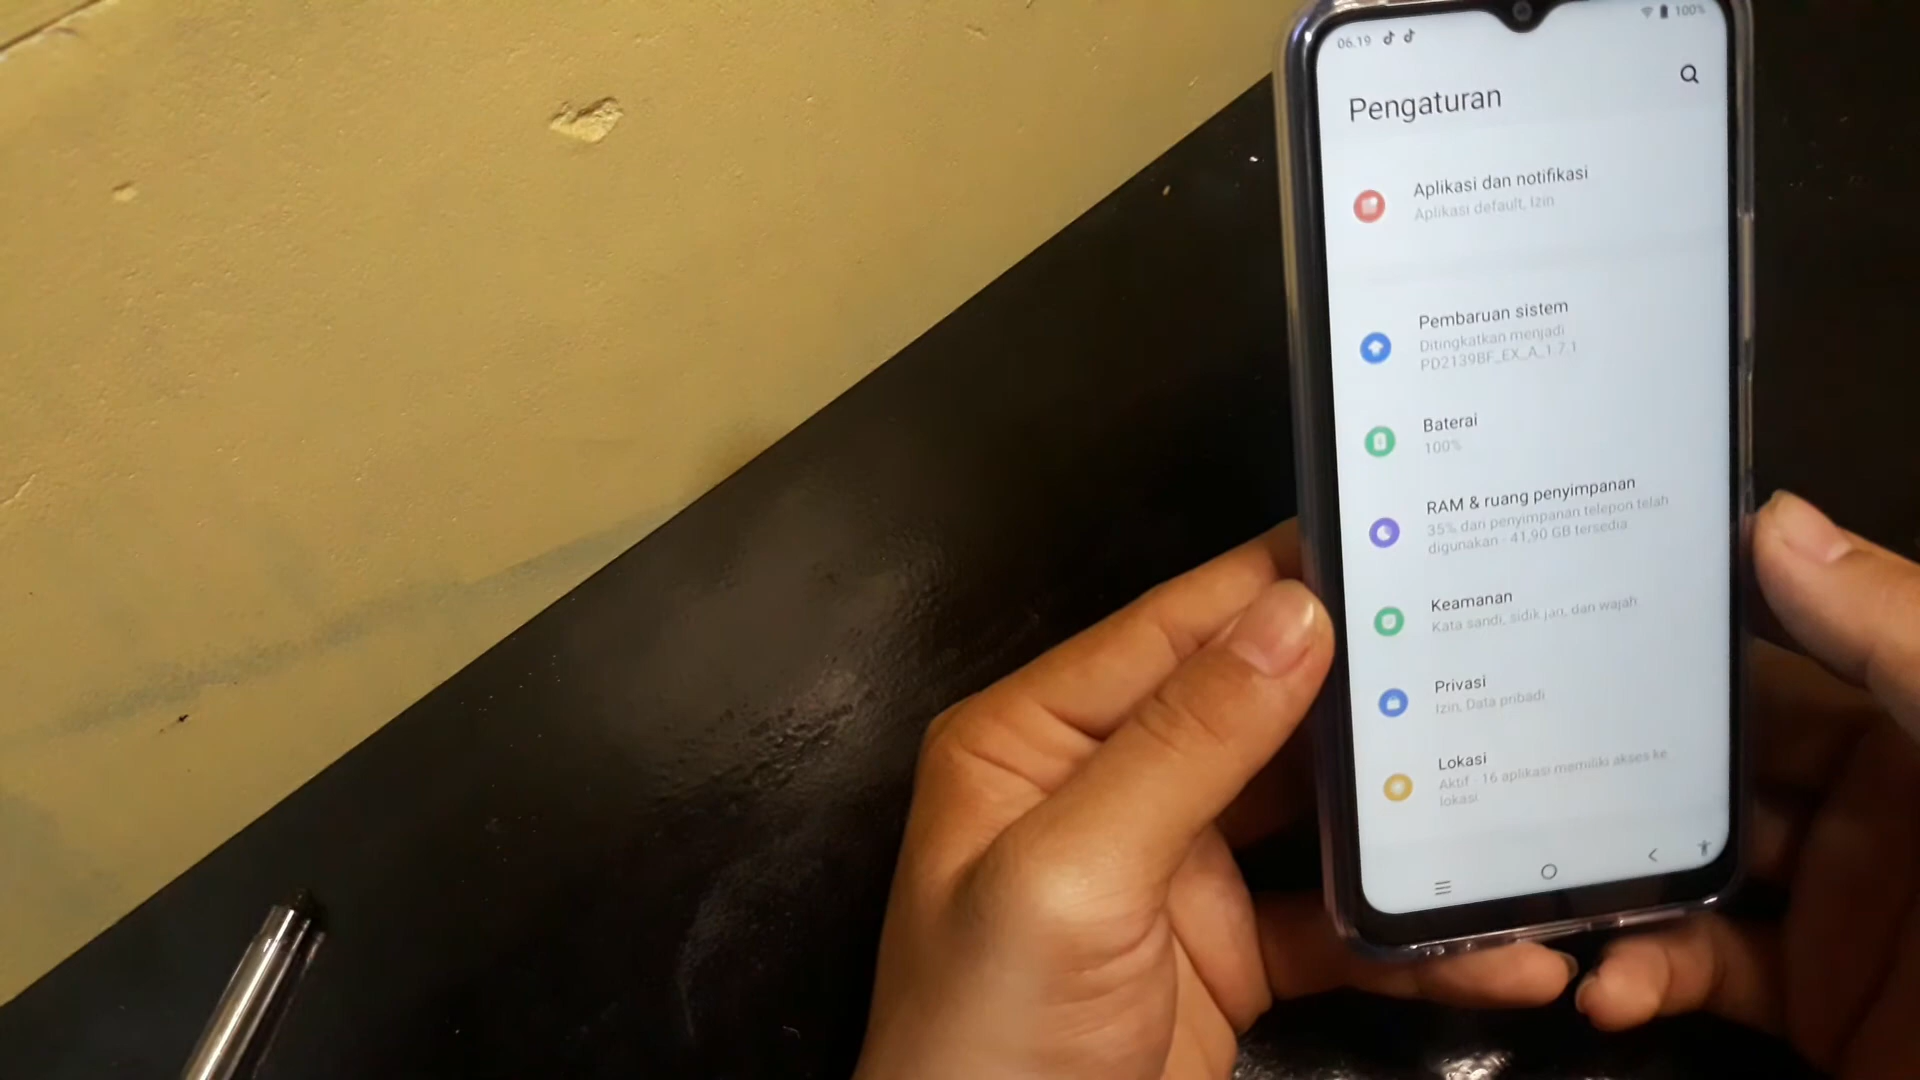 06.19
100%
Pengaturan
Aplikasi dan notifikasi
Aplikasi default, Izin
Pembaruan sistem
Ditingkatkan menjadi
PD2139BF_EX_A_1.7.1
Baterai
100%
RAM & ruang penyimpanan
35% dari penyimpanan telepon telah
digunakan - 41,90 GB tersedia
Keamanan
Kata sandi, sidik jari, dan wajah
Privasi
Izin, Data pribadi
Lokasi
Aktif - 16 aplikasi memiliki akses ke
lokasi